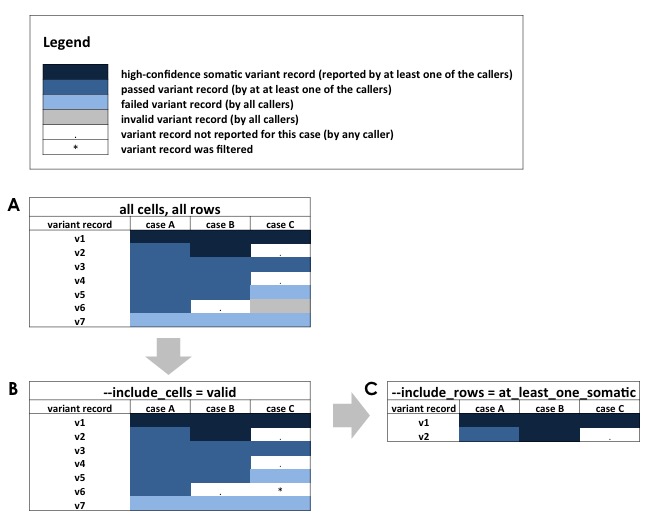 Legend
high-confidence somatic variant record (reported by at least one of the callers)
passed variant record (by at at least one of the callers)
failed variant record (by all callers)
invalid variant record (by all callers)
. variant record not reported for this case (by any caller)
* variant record was filtered
A
all cells, all rows
variant record case A case B case C
v1
v2 .
v3
v4 .
v5
v6 .
v7
B
--include_cells = valid
variant record case A case B case C
v1
v2 .
v3
v4 .
v5
v6 . *
v7
C
--include_rows = at_least_one_somatic
variant record case A case B case C
v1
v2 .